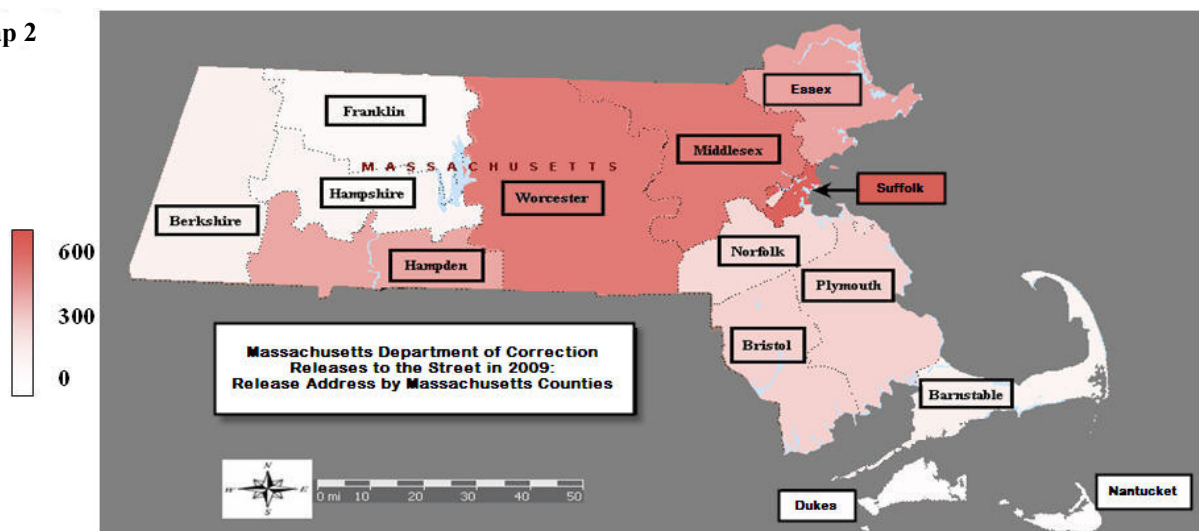 p 2
Essex
Franklin
Middlesex
MASSACHUSETTS
Suffolk
Hampshire
Worcester
Berkshire
600
Norfolk
Hampden
Plymouth
300
Massachusetts Department of Correction
Releases to the Street in 2009:
Release Address by Massachusetts Counties
Bristol
0
Barnstable
N
W E
S
0 mi 10 20 30 40 50
Dukes
Nantucket